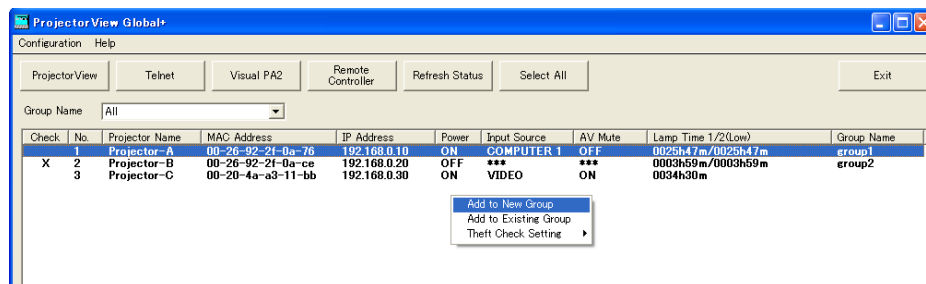 ProjectorView Global+
Configuration Help
ProjectorView Telnet Visual PA2 Remote Controller Refresh Status Select All Exit
Group Name All
Check No. Projector Name MAC Address IP Address Power Input Source AV Mute Lamp Time 1/2(Low) Group Name
1 Projector-A 00-26-92-2f-0a-76 192.168.0.10 ON COMPUTER 1 OFF 0025h47m/0025h47m group1
X 2 Projector-B 00-26-92-2f-0a-ce 192.168.0.20 OFF *** *** 0003h59m/0003h59m group2
3 Projector-C 00-20-4a-a3-11-bb 192.168.0.30 ON VIDEO ON 0034h30m
Add to New Group
Add to Existing Group
Theft Check Setting